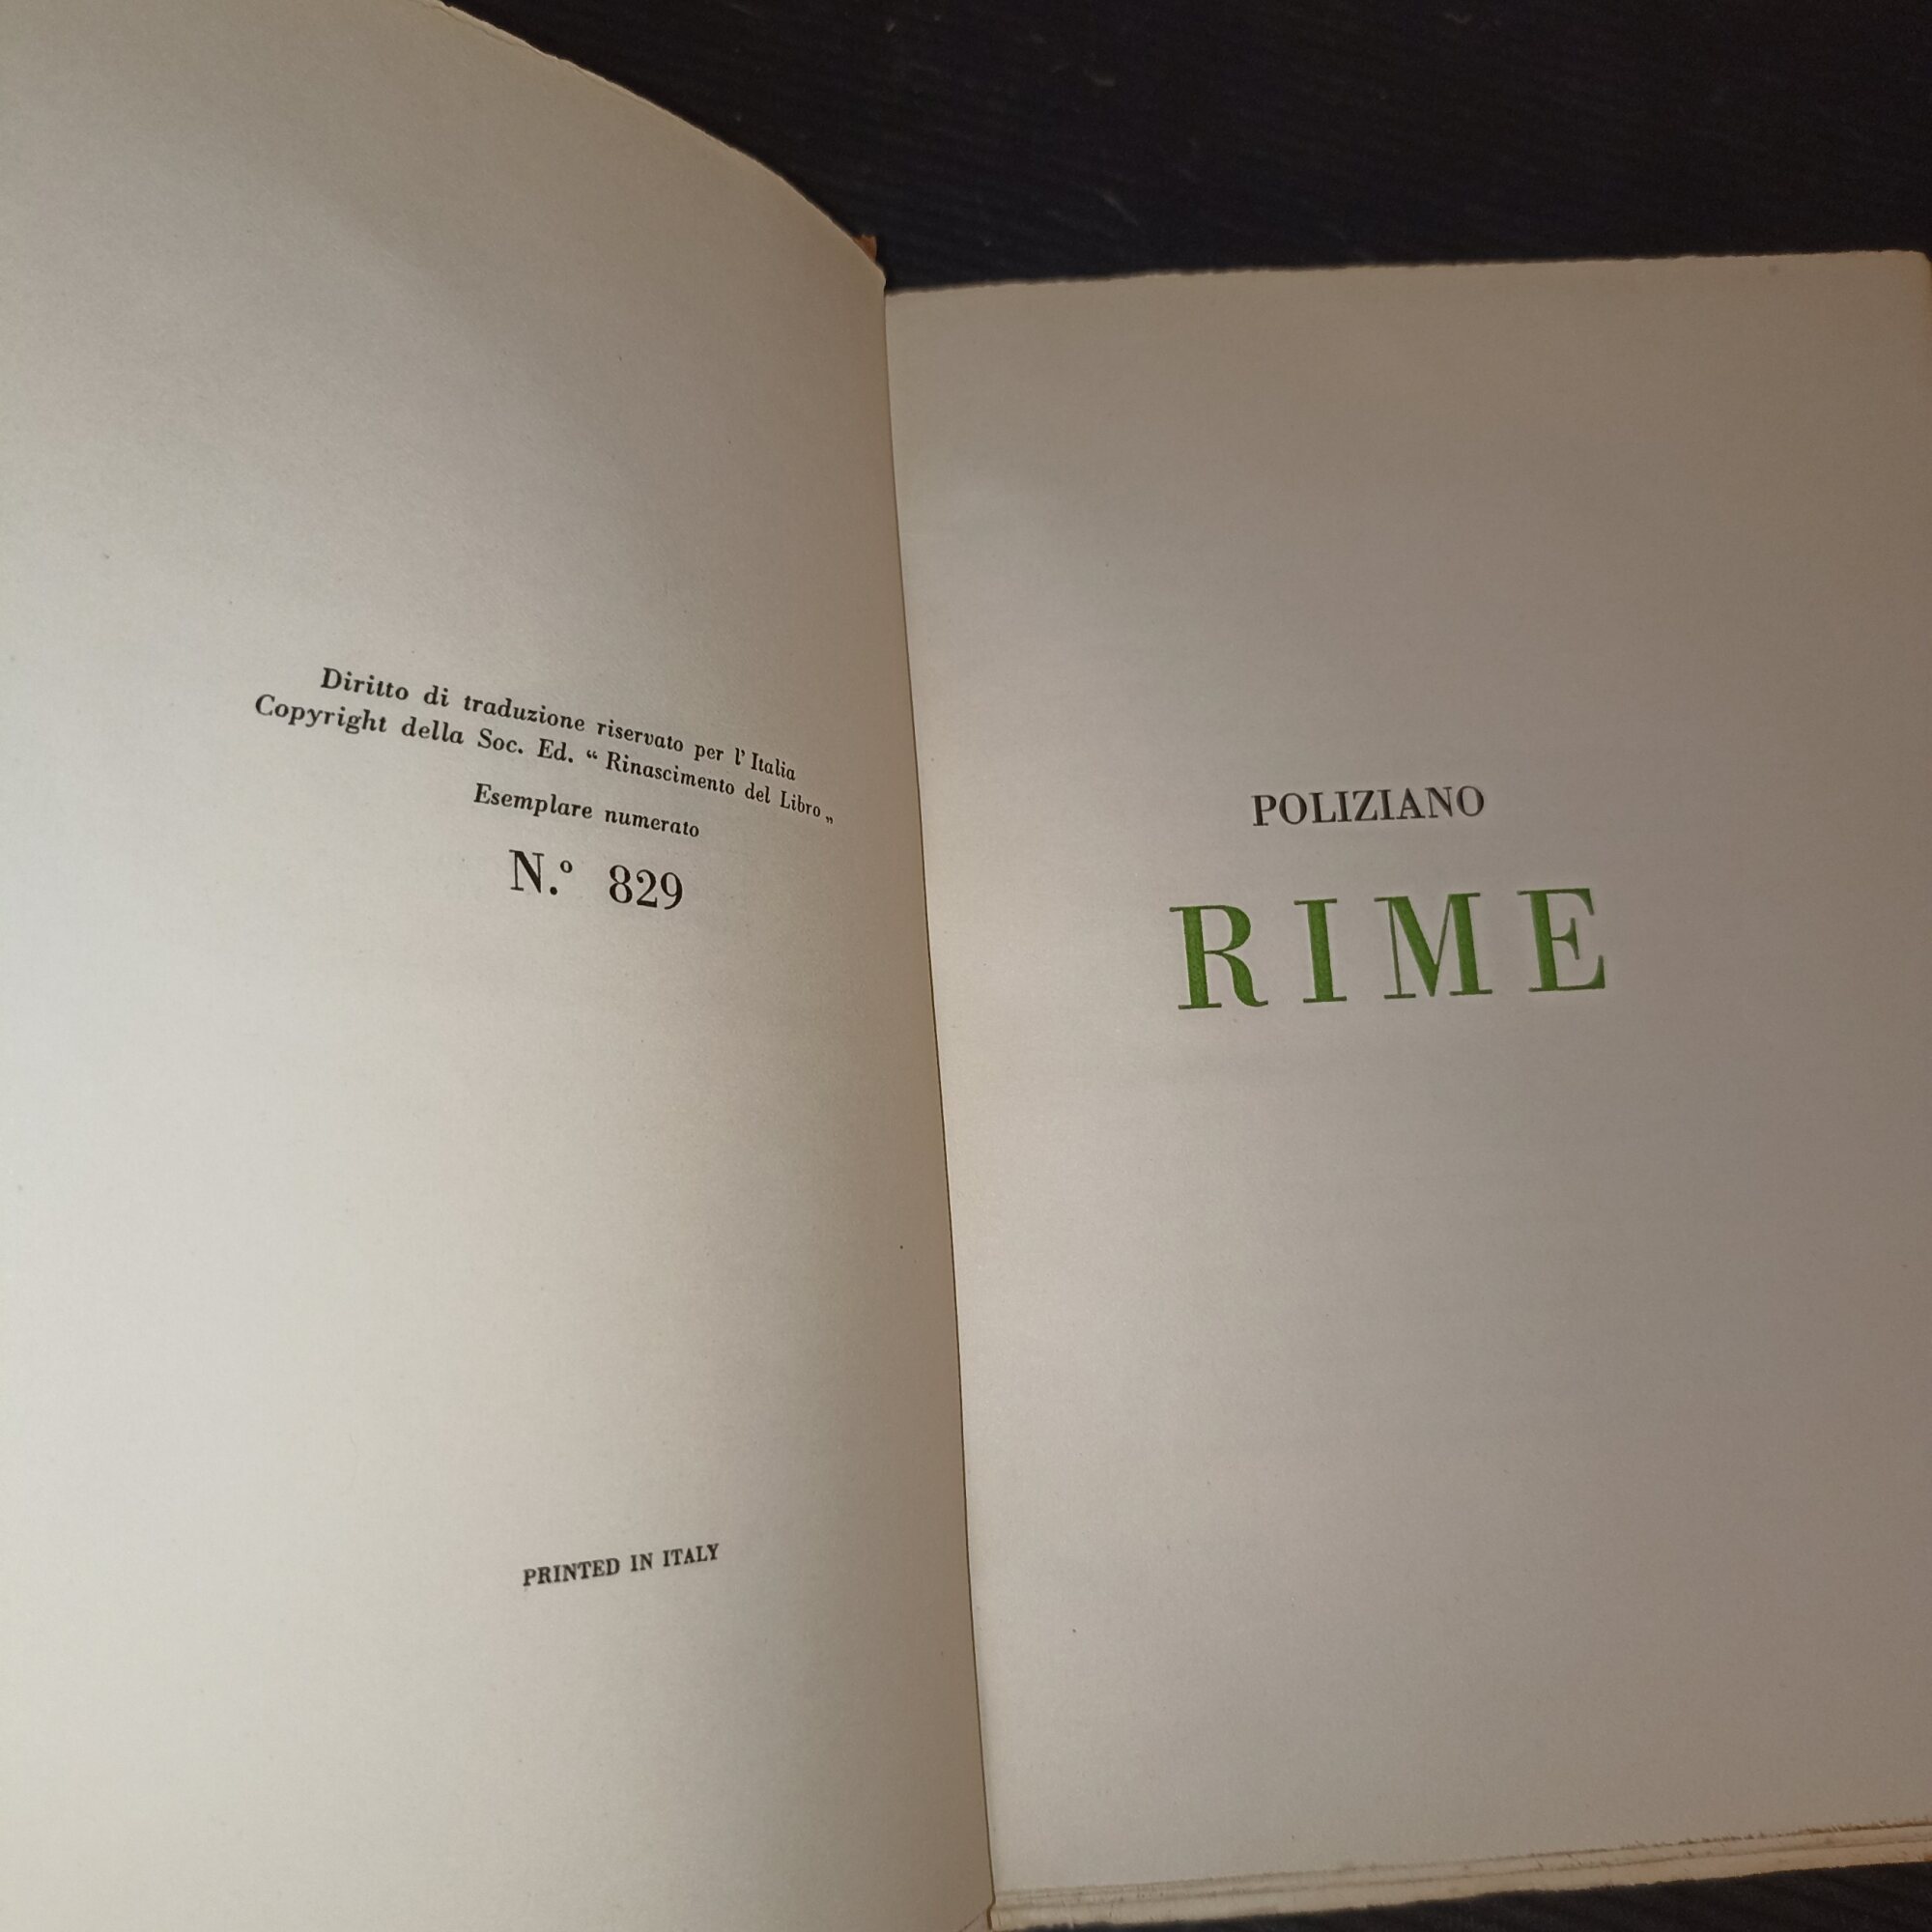 Diritto di traduzione riservato per l' Italia
Copyright della Soc. Ed. “ Rinascimento del Libro „
Esemplare numerato
N.º 829
PRINTED IN ITALY
POLIZIANO
RIME